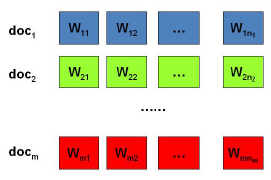 doc₁ W₁₁ W₁₂ ... W₁ₙ₁
doc₂ W₂₁ W₂₂ ... W₂ₙ₂
......
docₘ Wₘ₁ Wₘ₂ ... Wₘₙₘ